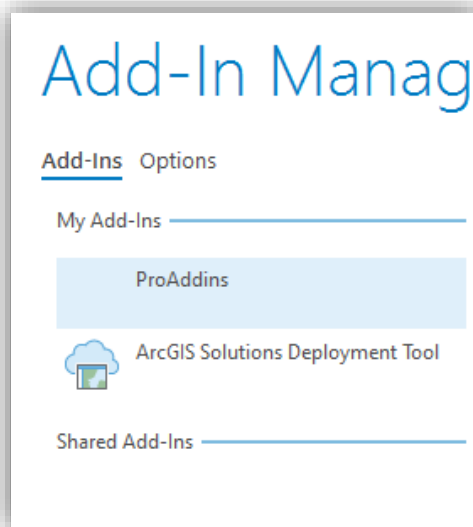 Add-In Manag
Add-Ins Options
My Add-Ins
ProAddins
ArcGIS Solutions Deployment Tool
Shared Add-Ins